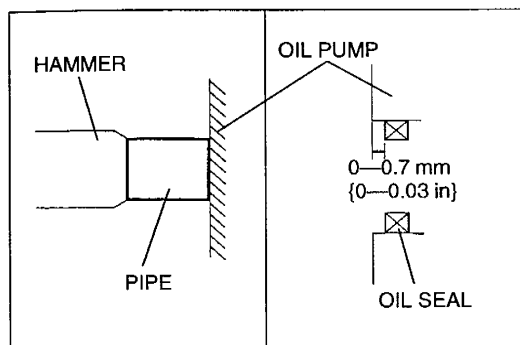 HAMMER
PIPE
OIL PUMP
0—0.7 mm
{0—0.03 in}
OIL SEAL